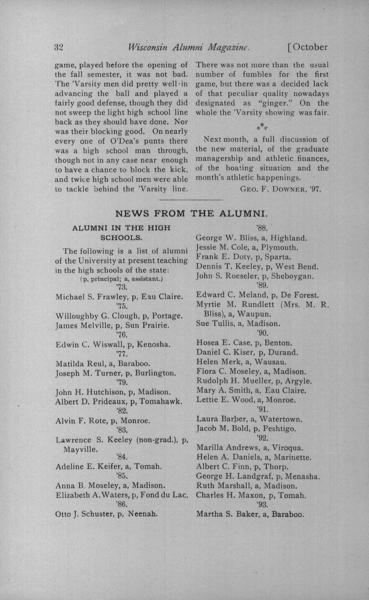 32 Wisconsin Alumni Magazine. [October
game, played before the opening of
the fall semester, it was not bad.
The 'Varsity men did pretty well in
advancing the ball and played a
fairly good defense, though they did
not sweep the light high school line
back as they should have done. Nor
was their blocking good. On nearly
every one of O'Dea's punts there
was a high school man through,
though not in any case near enough
to have a chance to block the kick,
and twice high school men were able
to tackle behind the 'Varsity line.
There was not more than the usual
number of fumbles for the first
game, but there was a decided lack
of that peculiar quality nowadays
designated as "ginger." On the
whole the 'Varsity showing was fair.
***
Next month, a full discussion of
the new material, of the graduate
managership and athletic finances,
of the boating situation and the
month's athletic happenings.
GEO. F. DOWNER, '97.
NEWS FROM THE ALUMNI.
ALUMNI IN THE HIGH
SCHOOLS.
The following is a list of alumni
of the University at present teaching
in the high schools of the state:
(p, principal; a, assistant.)
'73.
Michael S. Frawley, p, Eau Claire.
'75.
Willoughby G. Clough, p, Portage.
James Melville, p, Sun Prairie.
'76.
Edwin C. Wiswall, p, Kenosha.
'77.
Matilda Reul, a, Baraboo.
Joseph M. Turner, p, Burlington.
'79.
John H. Hutchison, p, Madison.
Albert D. Prideaux, p, Tomahawk.
'82.
Alvin F. Rote, p, Monroe.
'83.
Lawrence S. Keeley (non-grad.), p,
Mayville.
'84.
Adeline E. Keifer, a, Tomah.
'85.
Anna B. Moseley, a, Madison.
Elizabeth A. Waters, p, Fond du Lac.
'86.
Otto J. Schuster, p, Neenah.
'88.
George W. Bliss, a, Highland.
Jessie M. Cole, a, Plymouth.
Frank E. Doty, p, Sparta.
Dennis T. Keeley, p, West Bend.
John S. Roeseler, p, Sheboygan.
'89.
Edward C. Meland, p, De Forest.
Myrtie M. Rundlett (Mrs. M. R.
Bliss), a, Waupun.
Sue Tullis, a, Madison.
'90.
Hosea E. Case, p, Benton.
Daniel C. Kiser, p, Durand.
Helen Merk, a, Wausau.
Flora C. Moseley, a, Madison.
Rudolph H. Mueller, p, Argyle.
Mary A. Smith, a, Eau Claire.
Lettie E. Wood, a, Monroe.
'91.
Laura Barber, a, Watertown.
Jacob M. Bold, p, Peshtigo.
'92.
Marilla Andrews, a, Viroqua.
Helen A. Daniels, a, Marinette.
Albert C. Finn, p, Thorp.
George H. Landgraf, p, Menasha.
Ruth Marshall, a, Madison.
Charles H. Maxon, p, Tomah.
'93.
Martha S. Baker, a, Baraboo.